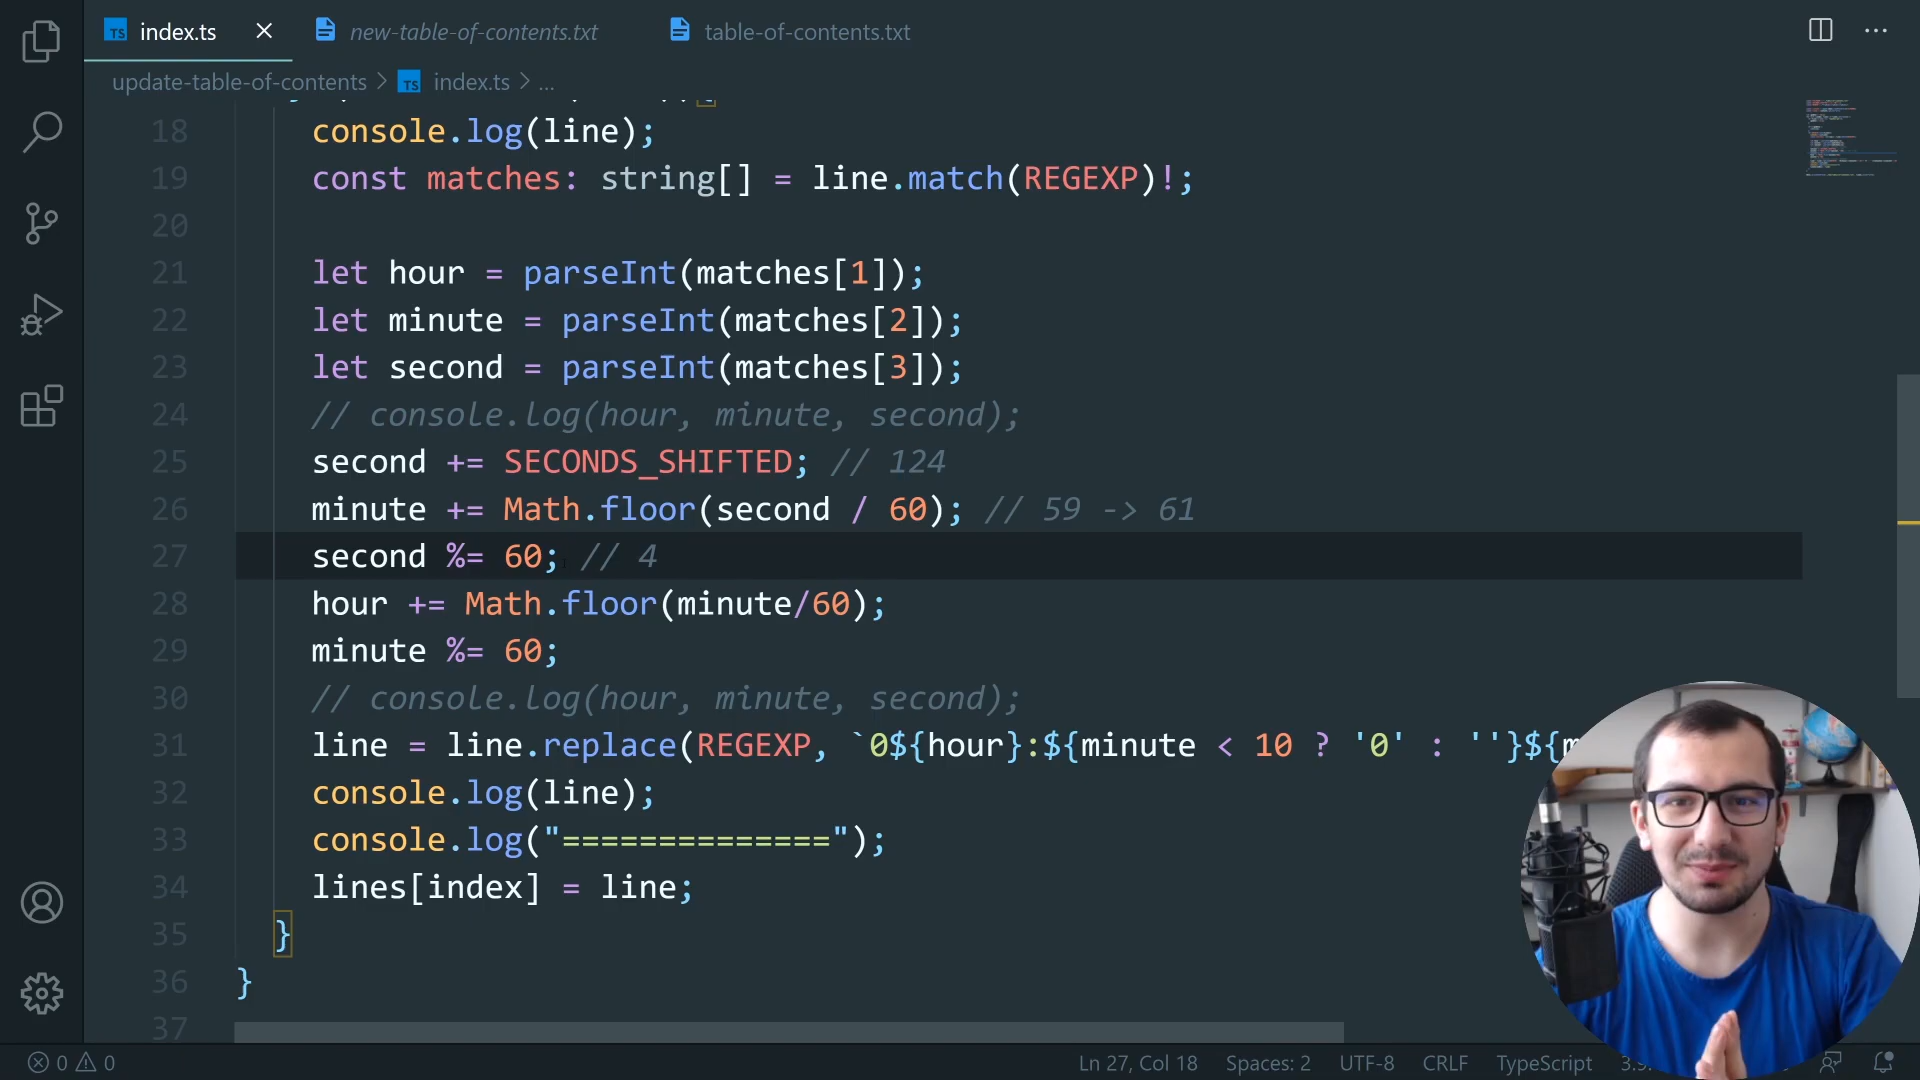 index.ts
new-table-of-contents.txt
table-of-contents.txt
update-table-of-contents > TS index.ts > ...
18 console.log(line);
19 const matches: string[] = line.match(REGEXP)!;
20
21 let hour = parseInt(matches[1]);
22 let minute = parseInt(matches[2]);
23 let second = parseInt(matches[3]);
24 // console.log(hour, minute, second);
25 second += SECONDS_SHIFTED; // 124
26 minute += Math.floor(second / 60); // 59 -> 61
27 second %= 60; // 4
28 hour += Math.floor(minute/60);
29 minute %= 60;
30 // console.log(hour, minute, second);
31 line = line.replace(REGEXP, `0${hour}:${minute < 10 ? '0' : ''}${
32 console.log(line);
33 console.log("==============");
34 lines[index] = line;
35 }
36 }
37
0 0
Ln 27, Col 18 Spaces: 2 UTF-8 CRLF TypeScript